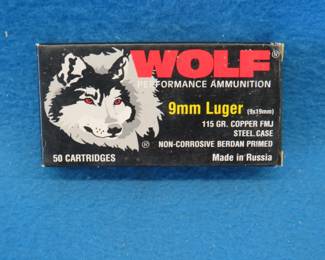 WOLF®
PERFORMANCE AMMUNITION
9mm Luger (9x19mm)
115 GR. COPPER FMJ
STEEL CASE
® NON-CORROSIVE BERDAN PRIMED
50 CARTRIDGES Made in Russia